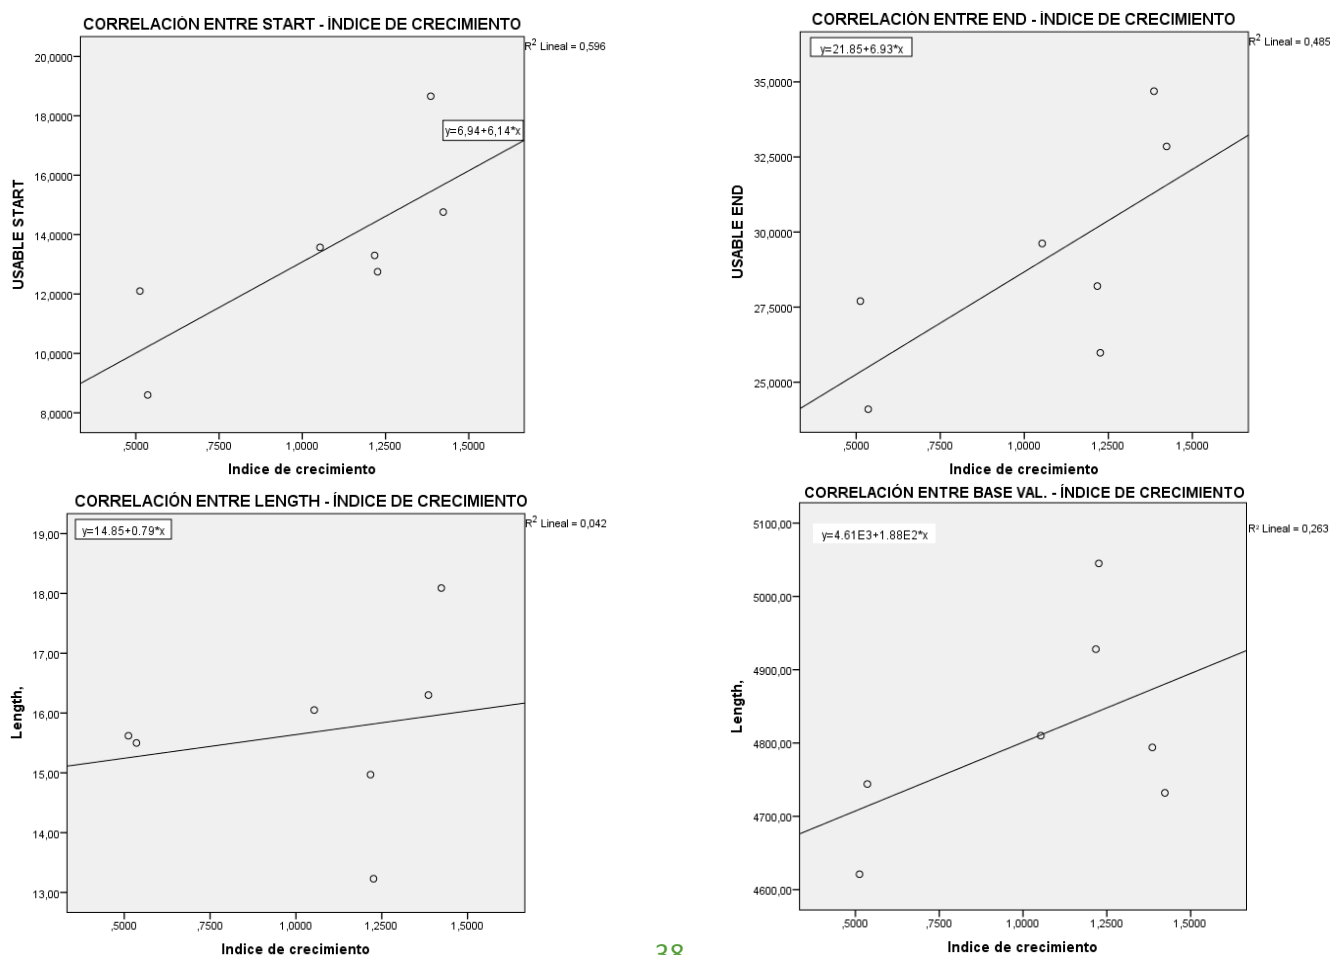 CORRELACIÓN ENTRE START - ÍNDICE DE CRECIMIENTO
R² Lineal = 0,596
y=6,94+6,14*x
USABLE START
20,0000
18,0000
16,0000
14,0000
12,0000
10,0000
8,0000
,5000 ,7500 1,0000 1,2500 1,5000
Indice de crecimiento
CORRELACIÓN ENTRE END - ÍNDICE DE CRECIMIENTO
R² Lineal = 0,485
y=21.85+6.93*x
USABLE END
35,0000
32,5000
30,0000
27,5000
25,0000
,5000 ,7500 1,0000 1,2500 1,5000
Indice de crecimiento
CORRELACIÓN ENTRE LENGTH - ÍNDICE DE CRECIMIENTO
R² Lineal = 0,042
y=14.85+0.79*x
Length,
19,00
18,00
17,00
16,00
15,00
14,00
13,00
,5000 ,7500 1,0000 1,2500 1,5000
Indice de crecimiento
CORRELACIÓN ENTRE BASE VAL. - ÍNDICE DE CRECIMIENTO
R² Lineal = 0,263
y=4.61E3+1.88E2*x
Length,
5100,00
5000,00
4900,00
4800,00
4700,00
4600,00
,5000 ,7500 1,0000 1,2500 1,5000
Indice de crecimiento
38